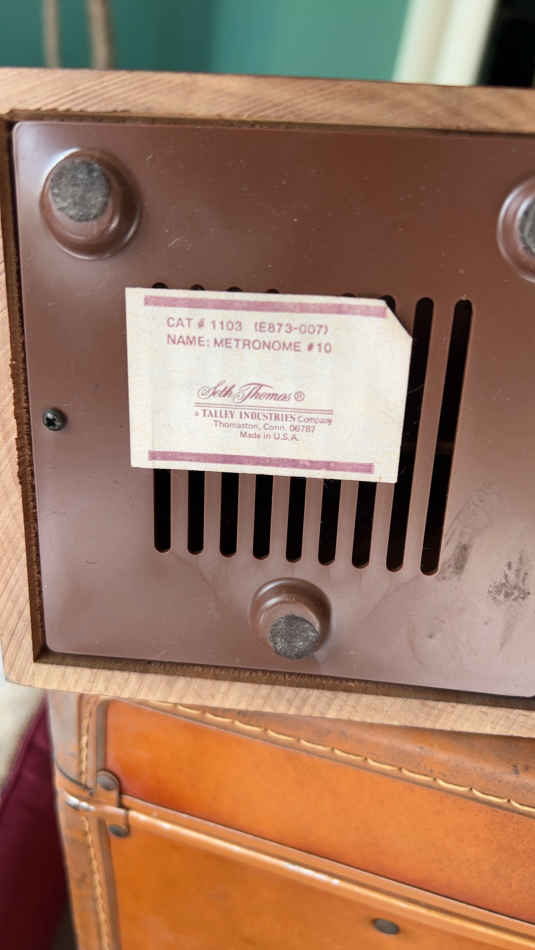 CAT # 1103 (E873-007)
NAME: METRONOME #10
Seth Thomas®
a TALLEY INDUSTRIES Company
Thomaston, Conn. 06787
Made in U.S.A.